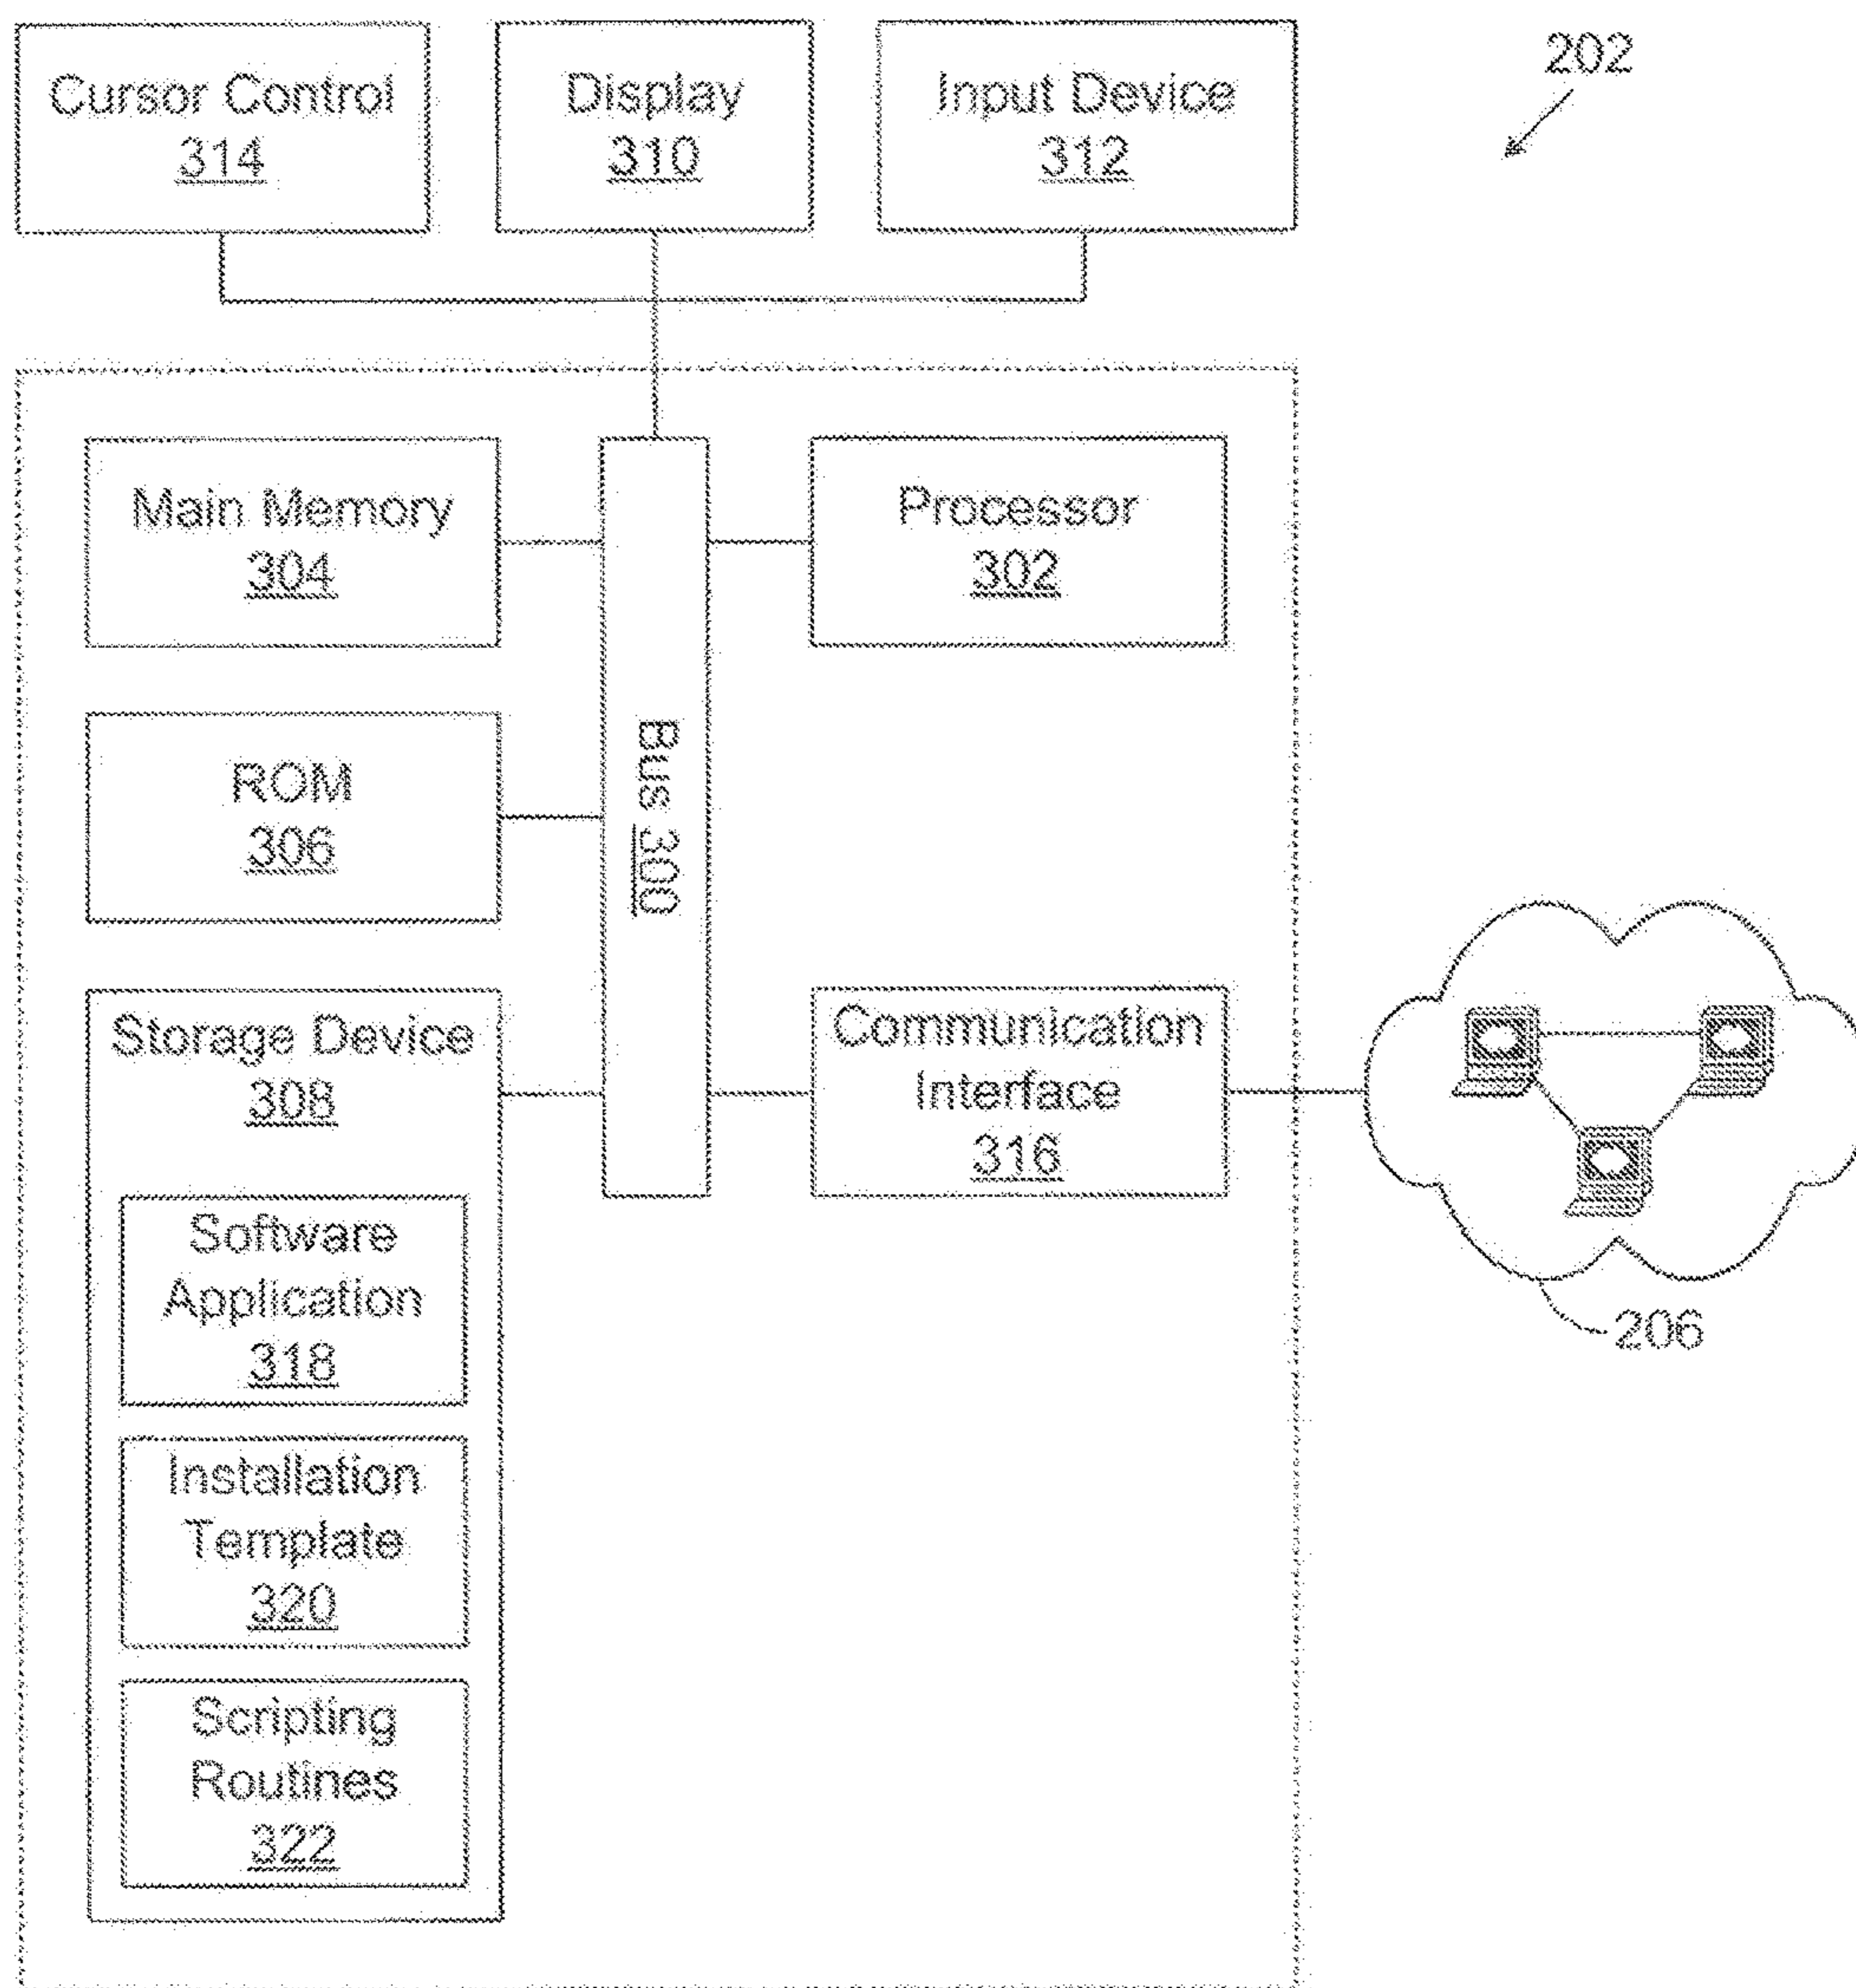 Cursor Control
314
Display
310
Input Device
312
202
Main Memory
304
Processor
302
ROM
306
Bus 300
Storage Device
308
Communication
Interface
316
206
Software
Application
318
Installation
Template
320
Scripting
Routines
322